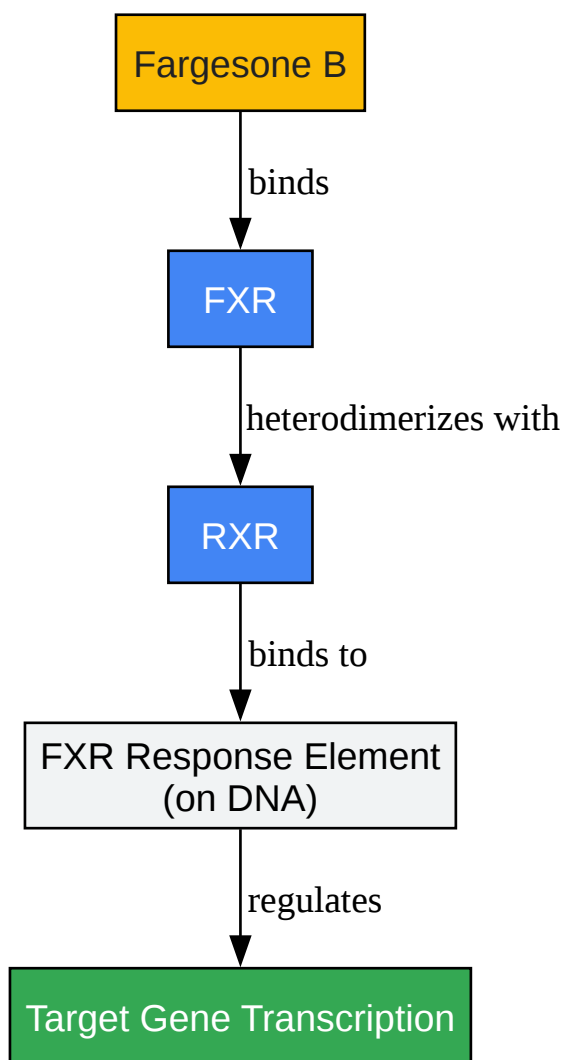 Fargesone B
binds
FXR
heterodimerizes with
RXR
binds to
FXR Response Element
(on DNA)
regulates
Target Gene Transcription